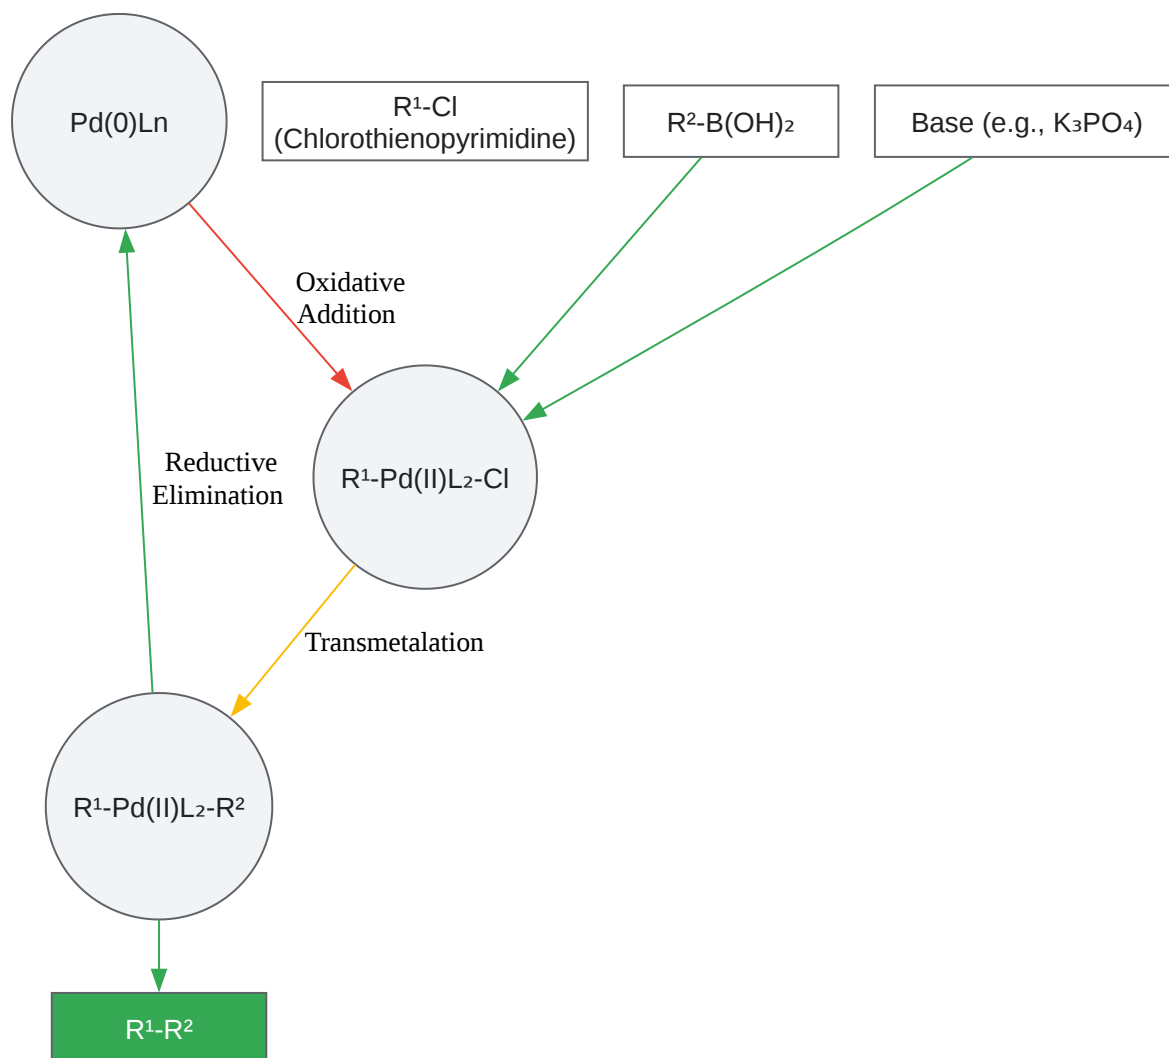 Pd(0)Ln
R¹-Cl
(Chlorothienopyrimidine)
R²-B(OH)₂
Base (e.g., K₃PO₄)
Oxidative
Addition
Reductive
Elimination
R¹-Pd(II)L₂-Cl
Transmetalation
R¹-Pd(II)L₂-R²
R¹-R²